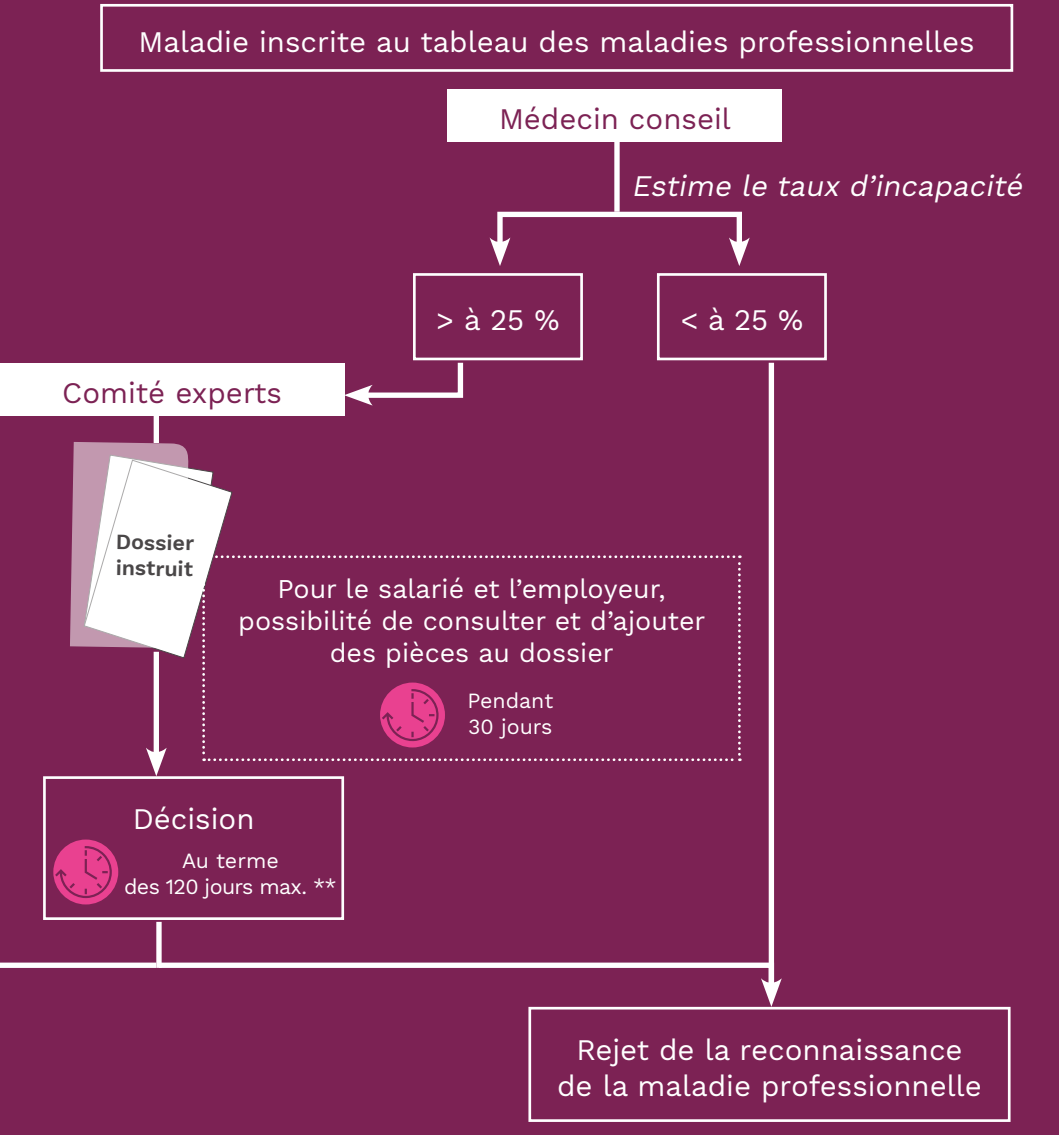 Maladie inscrite au tableau des maladies professionnelles
Médecin conseil
Estime le taux d’incapacité
> à 25 %
< à 25 %
Comité experts
Dossier
instruit
Pour le salarié et l’employeur,
possibilité de consulter et d’ajouter
des pièces au dossier
Pendant
30 jours
Décision
Au terme
des 120 jours max. **
Rejet de la reconnaissance
de la maladie professionnelle